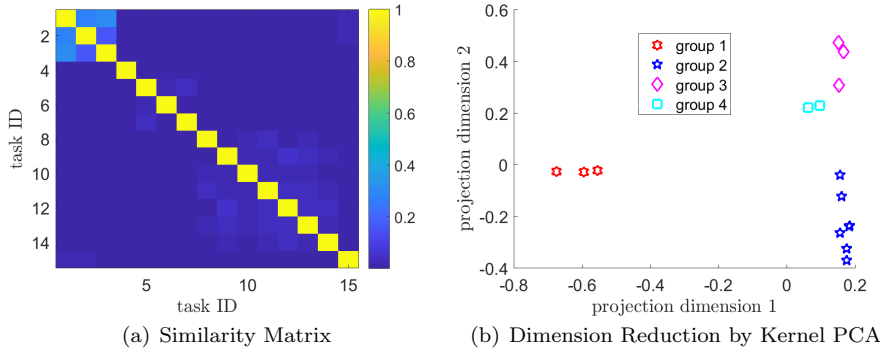 2
4
6
8
10
12
14
task ID
5
10
15
task ID
1
0.8
0.6
0.4
0.2
(a) Similarity Matrix
0.6
0.4
0.2
0
-0.2
-0.4
projection dimension 2
group 1
group 2
group 3
group 4
-0.8
-0.6
-0.4
-0.2
0
0.2
projection dimension 1
(b) Dimension Reduction by Kernel PCA